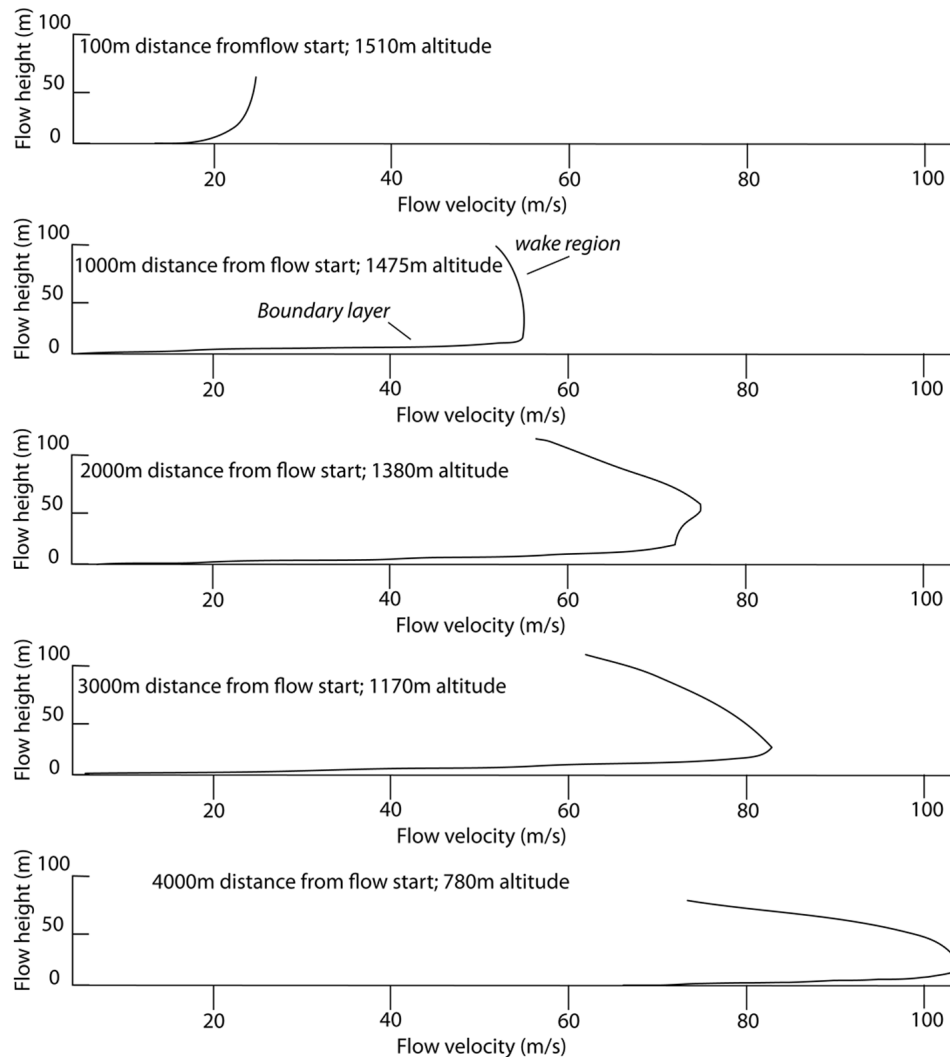 100
50
0
Flow height (m)
100m distance fromflow start; 1510m altitude
20 40 60 80 100
Flow velocity (m/s)
100
50
0
Flow height (m)
wake region
1000m distance from flow start; 1475m altitude
Boundary layer
20 40 60 80 100
Flow velocity (m/s)
100
50
0
Flow height (m)
2000m distance from flow start; 1380m altitude
20 40 60 80 100
Flow velocity (m/s)
100
50
0
Flow height (m)
3000m distance from flow start; 1170m altitude
20 40 60 80 100
Flow velocity (m/s)
100
50
0
Flow height (m)
4000m distance from flow start; 780m altitude
20 40 60 80 100
Flow velocity (m/s)